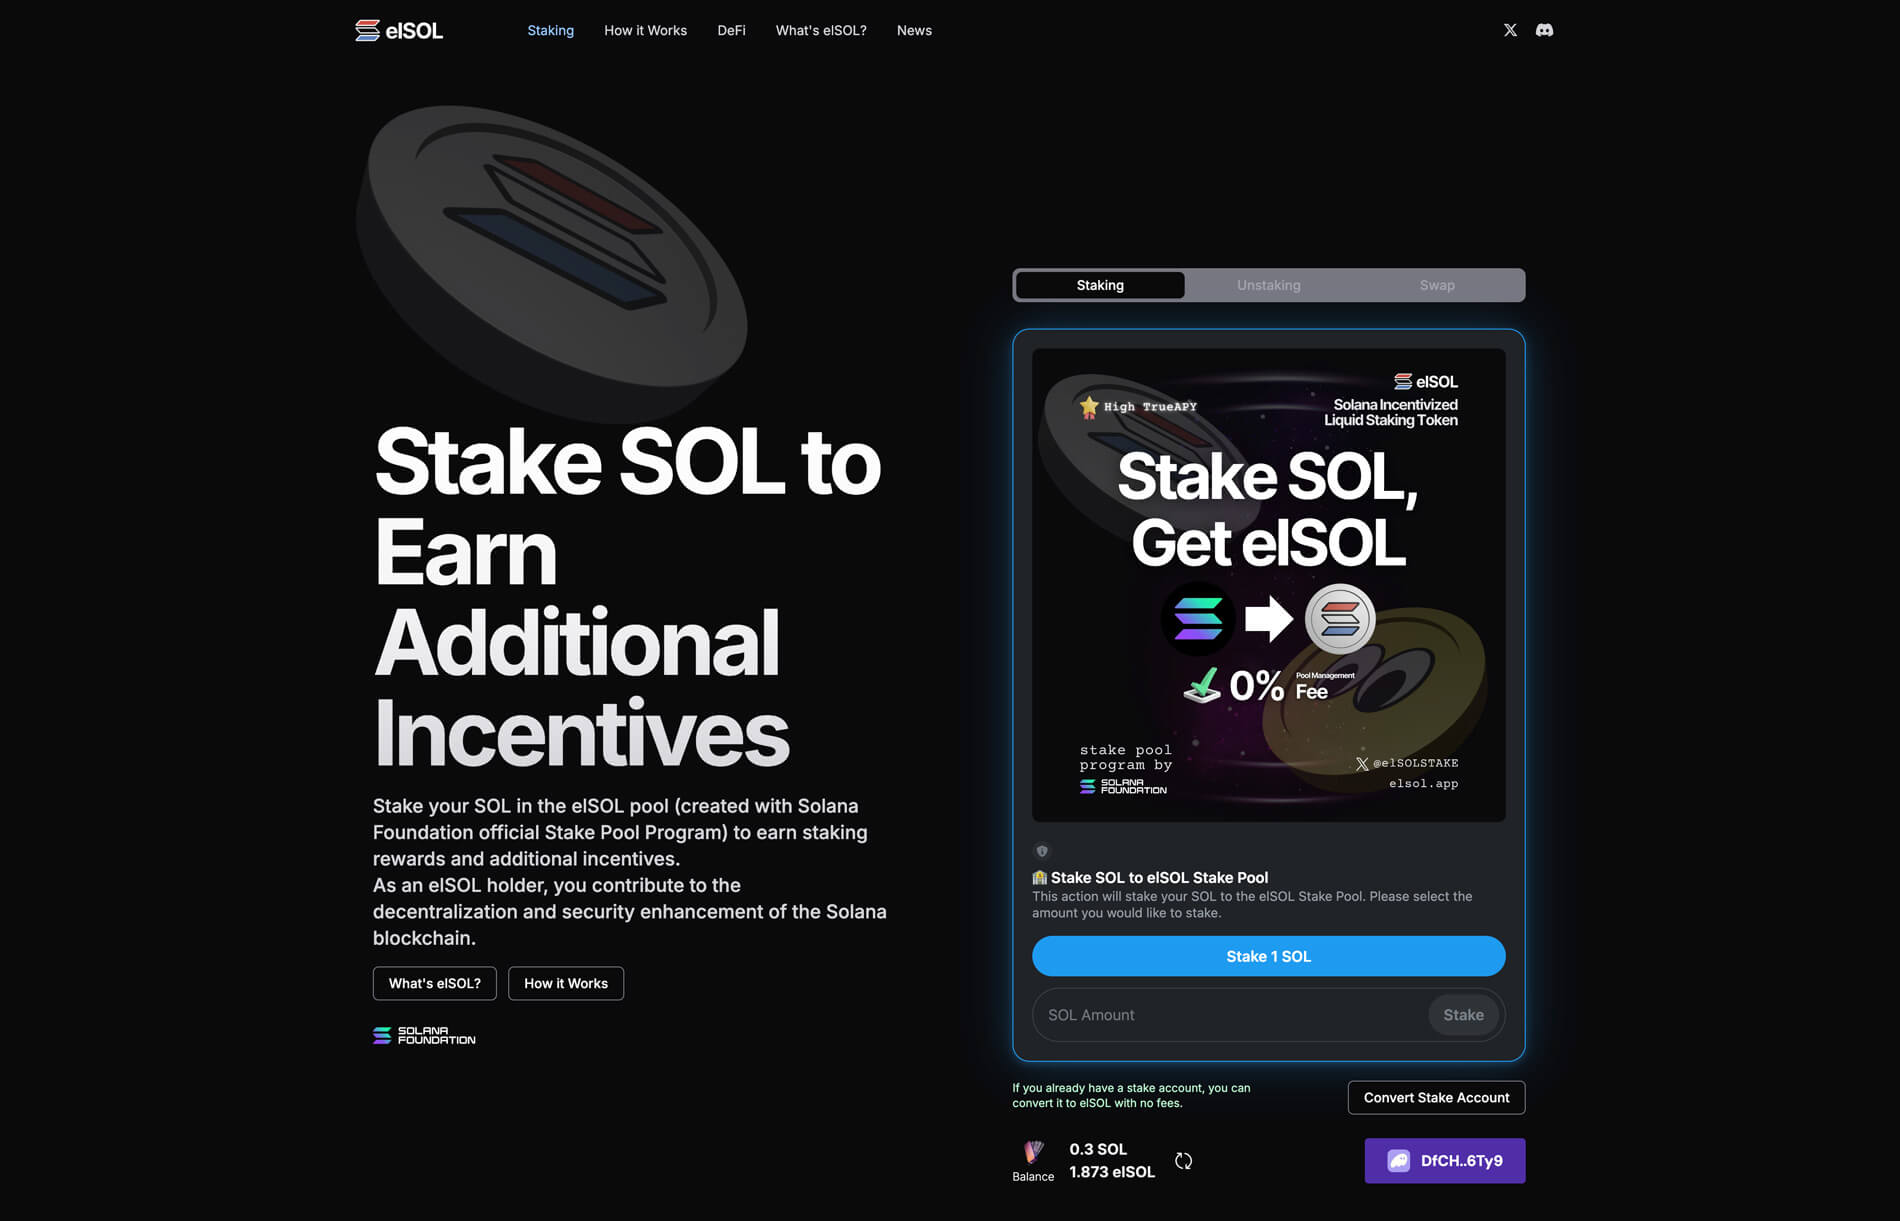 elSOL
Staking
How it Works
DeFi
What's elSOL?
News
Stake SOL to
Earn
Additional
Incentives
Stake your SOL in the elSOL pool (created with Solana
Foundation official Stake Pool Program) to earn staking
rewards and additional incentives.
As an elSOL holder, you contribute to the
decentralization and security enhancement of the Solana
blockchain.
What's elSOL?
How it Works
SOLANA
FOUNDATION
Staking
Unstaking
Swap
High TrueAPY
elSOL
Solana Incentivized
Liquid Staking Token
Stake SOL,
Get elSOL
0%
Pool Management
Fee
stake pool
program by
SOLANA
FOUNDATION
@elSOLSTAKE
elsol.app
Stake SOL to elSOL Stake Pool
This action will stake your SOL to the elSOL Stake Pool. Please select the
amount you would like to stake.
Stake 1 SOL
SOL Amount
Stake
If you already have a stake account, you can
convert it to elSOL with no fees.
Convert Stake Account
Balance
0.3 SOL
1.873 elSOL
DfCH..6Ty9